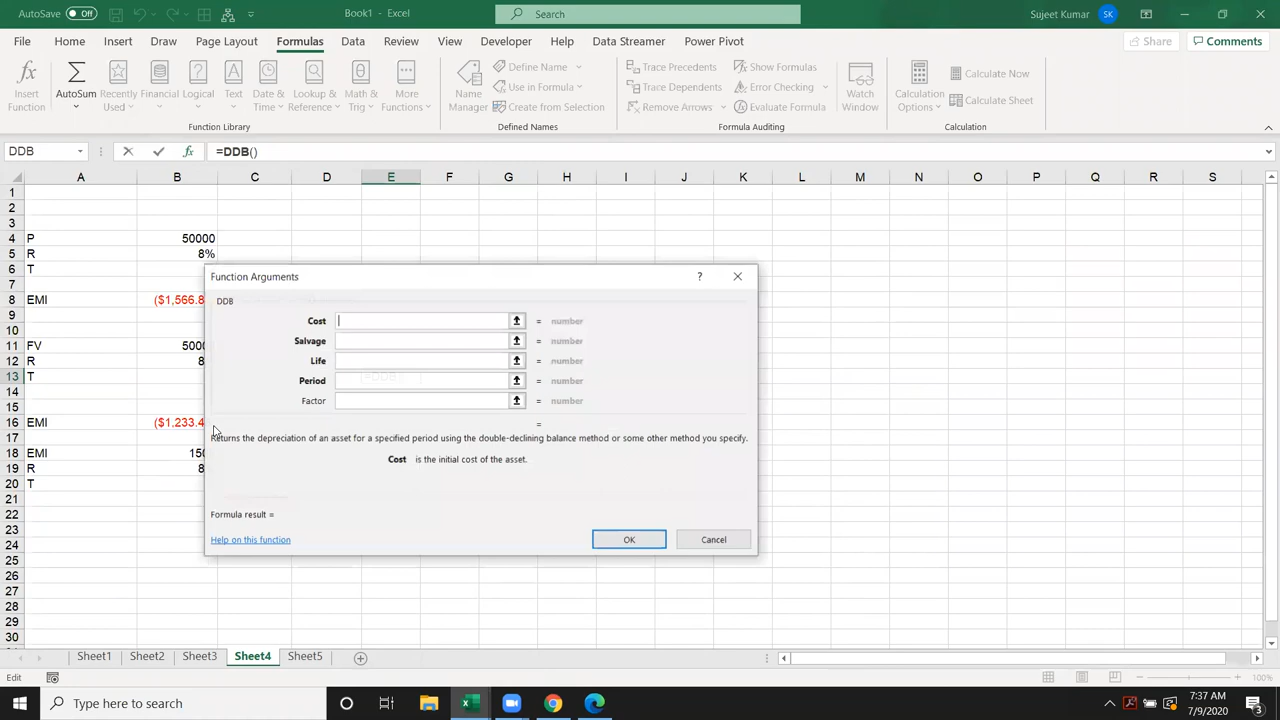 AutoSave Off Book1 - Excel Search Sujeet Kumar SK
File Home Insert Draw Page Layout Formulas Data Review View Developer Help Data Streamer Power Pivot Share Comments
Insert Function
AutoSum
Recently Used
Financial
Logical
Text
Date & Time
Lookup & Reference
Math & Trig
More Functions
Function Library
Name Manager
Define Name
Use in Formula
Create from Selection
Defined Names
Trace Precedents
Trace Dependents
Remove Arrows
Show Formulas
Error Checking
Evaluate Formula
Formula Auditing
Watch Window
Calculation Options
Calculate Now
Calculate Sheet
Calculation
DDB fx =DDB()
A B C D E F G H I J K L M N O P Q R S
1
2
3
4 P 50000
5 R 8%
6 T
7
8 EMI ($1,566.8
9
10
11 FV 5000
12 R 8
13 T
14
15
16 EMI ($1,233.4
17
18 EMI 150
19 R 8
20 T
21
22
23
24
25
26
27
28
29
30
Function Arguments ?
DDB
Cost = number
Salvage = number
Life = number
Period = number
Factor = number
=
Returns the depreciation of an asset for a specified period using the double-declining balance method or some other method you specify.
Cost is the initial cost of the asset.
Formula result =
Help on this function OK Cancel
Sheet1 Sheet2 Sheet3 Sheet4 Sheet5
Edit 100%
Type here to search
7:37 AM
7/9/2020
3